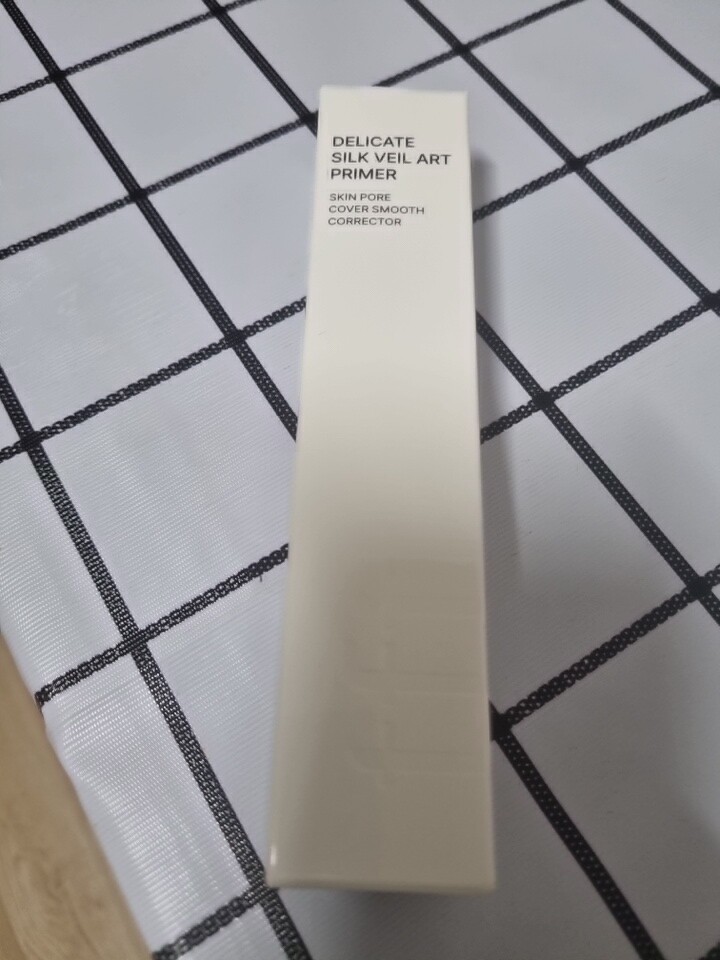 DELICATE
SILK VEIL ART
PRIMER
SKIN PORE
COVER SMOOTH
CORRECTOR